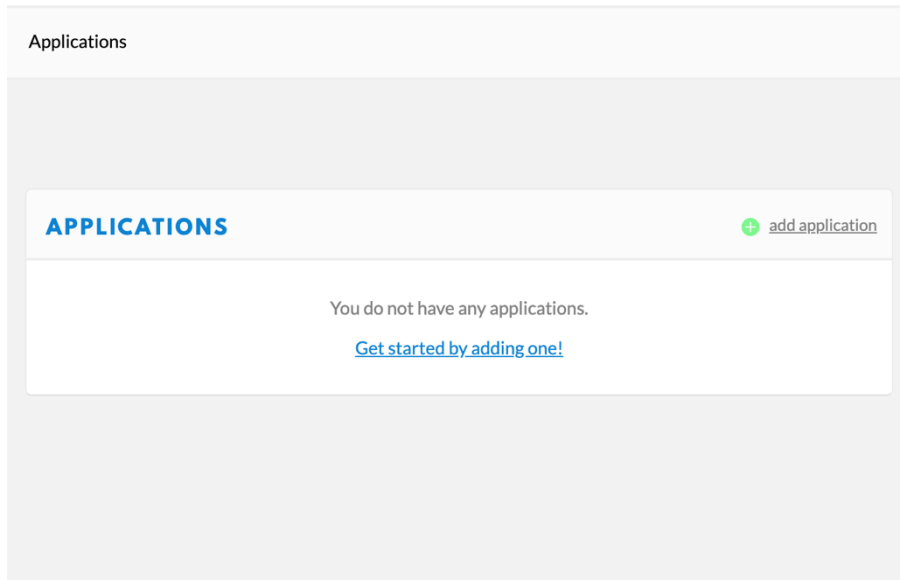 Applications
APPLICATIONS
add application
You do not have any applications.
Get started by adding one!